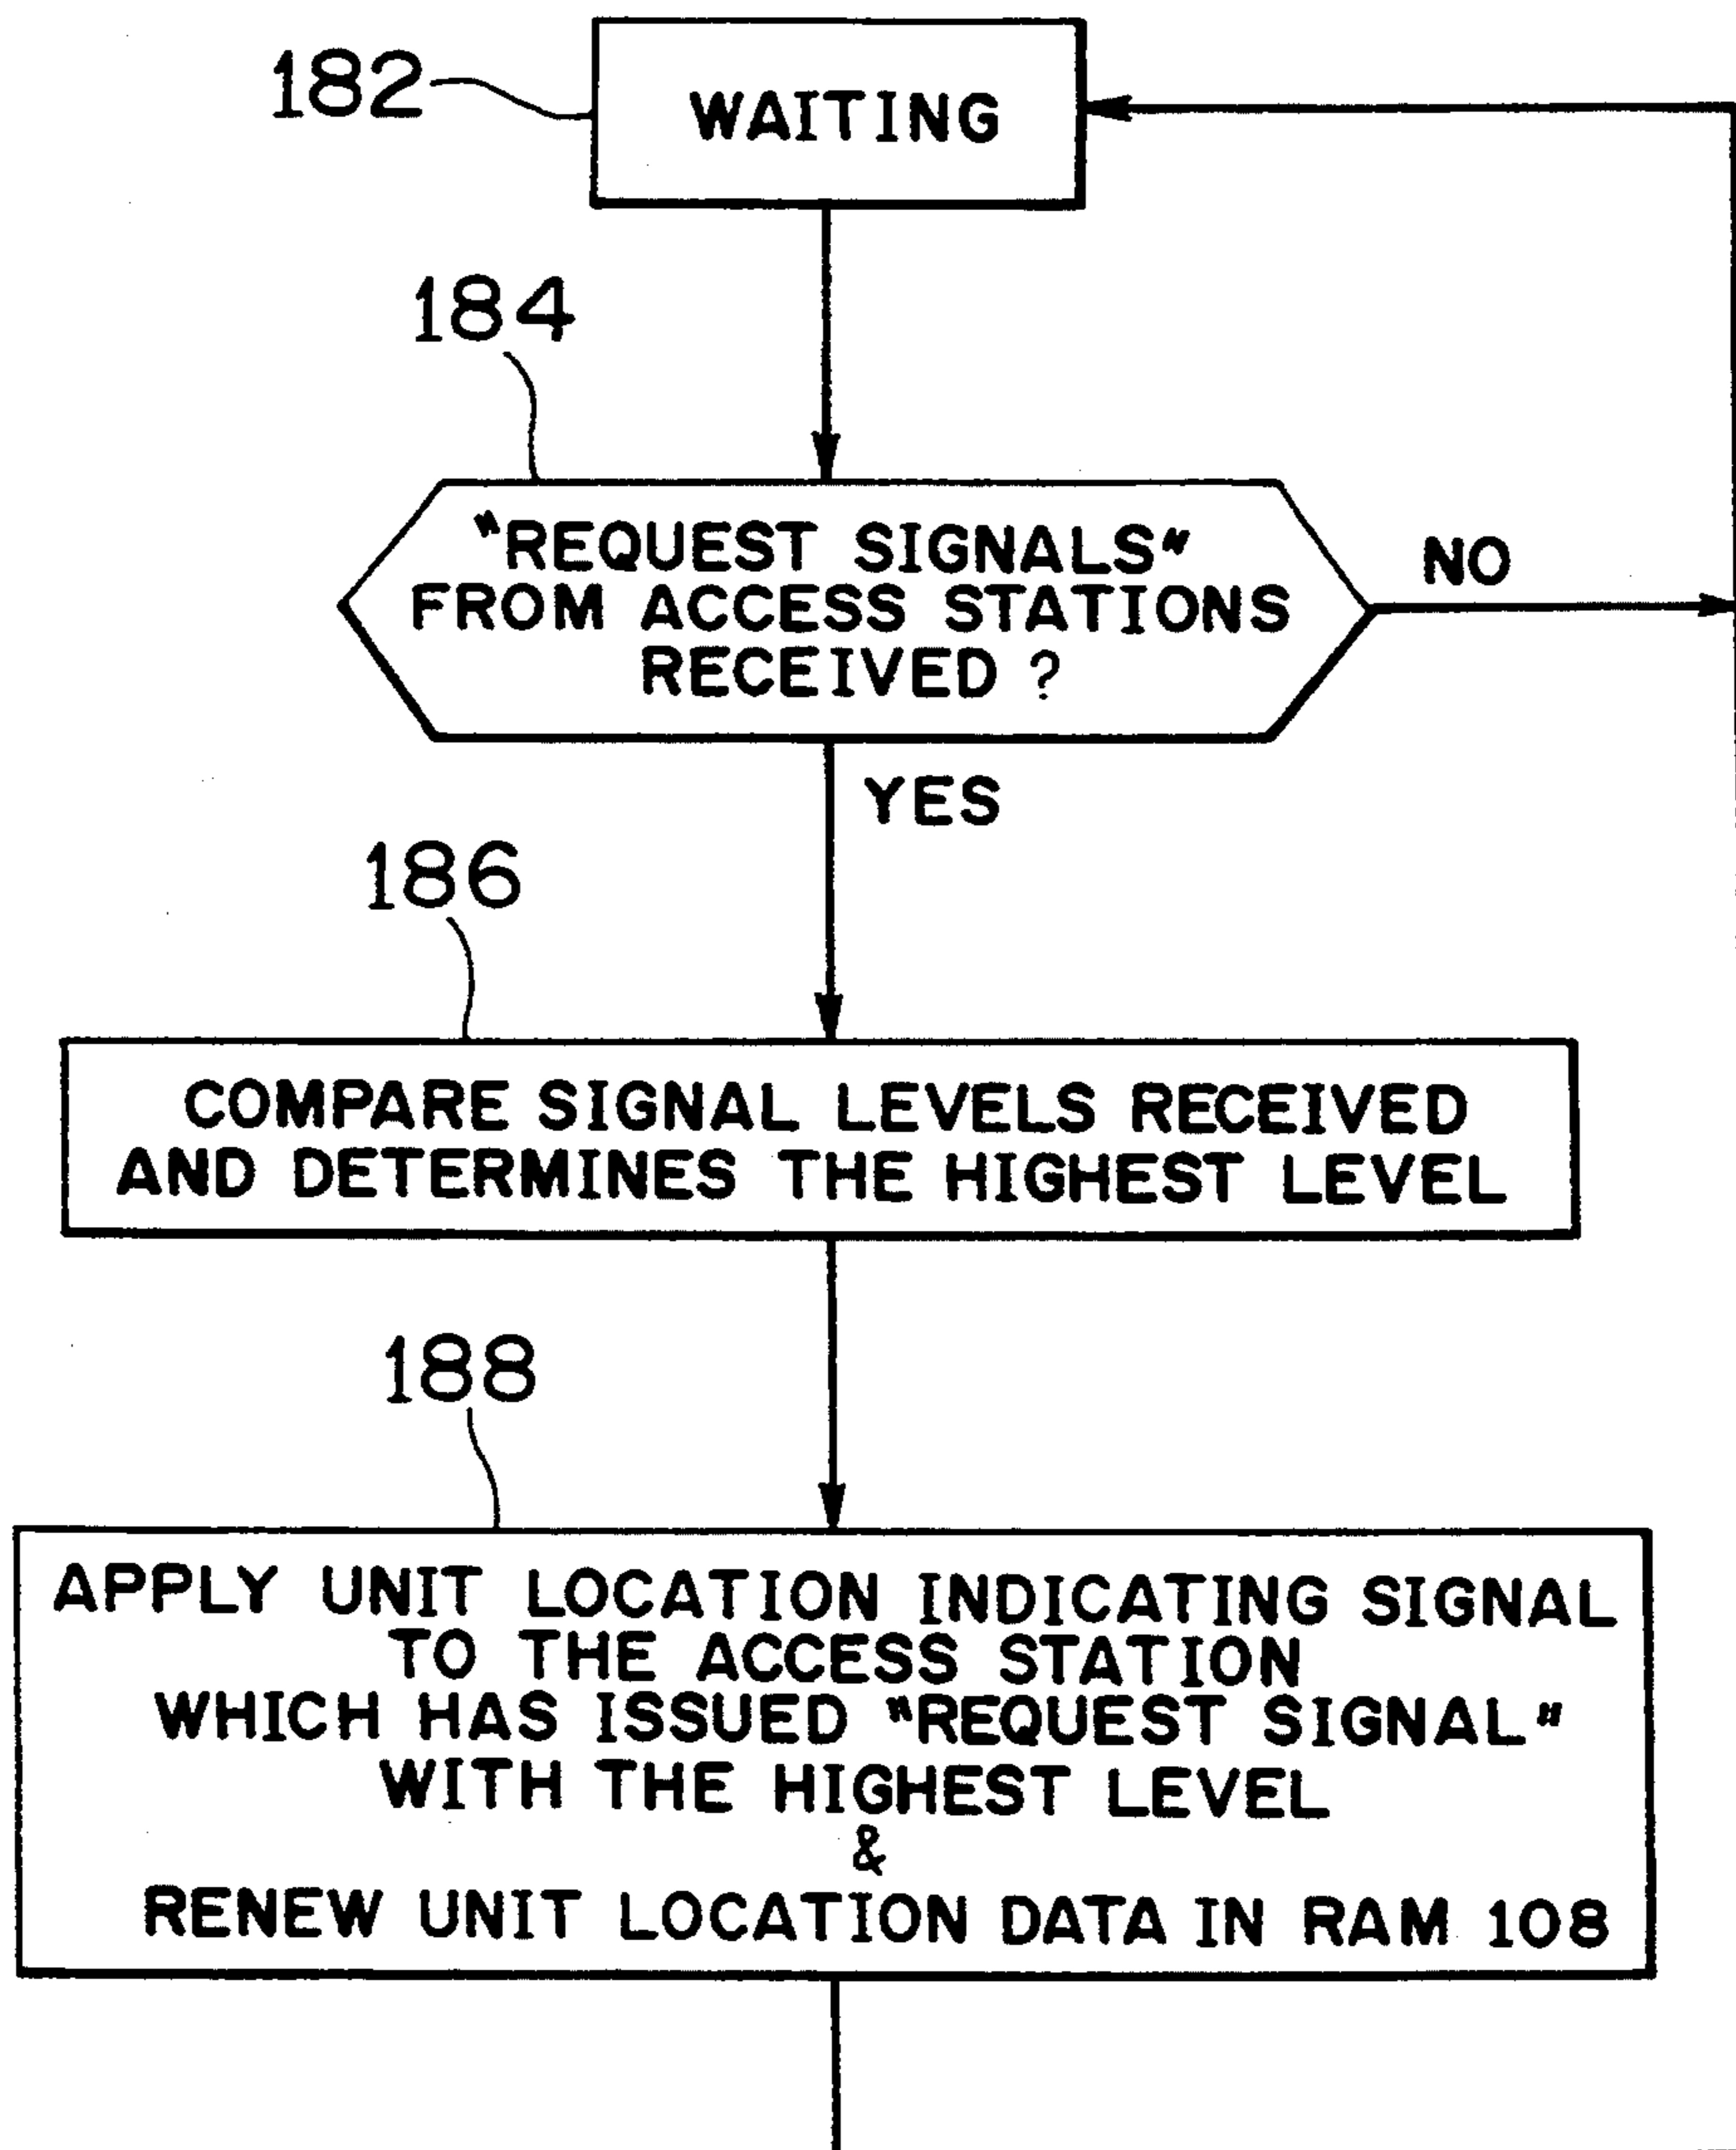 182
WAITING
184
"REQUEST SIGNALS"
FROM ACCESS STATIONS
RECEIVED ?
NO
YES
186
COMPARE SIGNAL LEVELS RECEIVED
AND DETERMINES THE HIGHEST LEVEL
188
APPLY UNIT LOCATION INDICATING SIGNAL
TO THE ACCESS STATION
WHICH HAS ISSUED "REQUEST SIGNAL"
WITH THE HIGHEST LEVEL
&
RENEW UNIT LOCATION DATA IN RAM 108